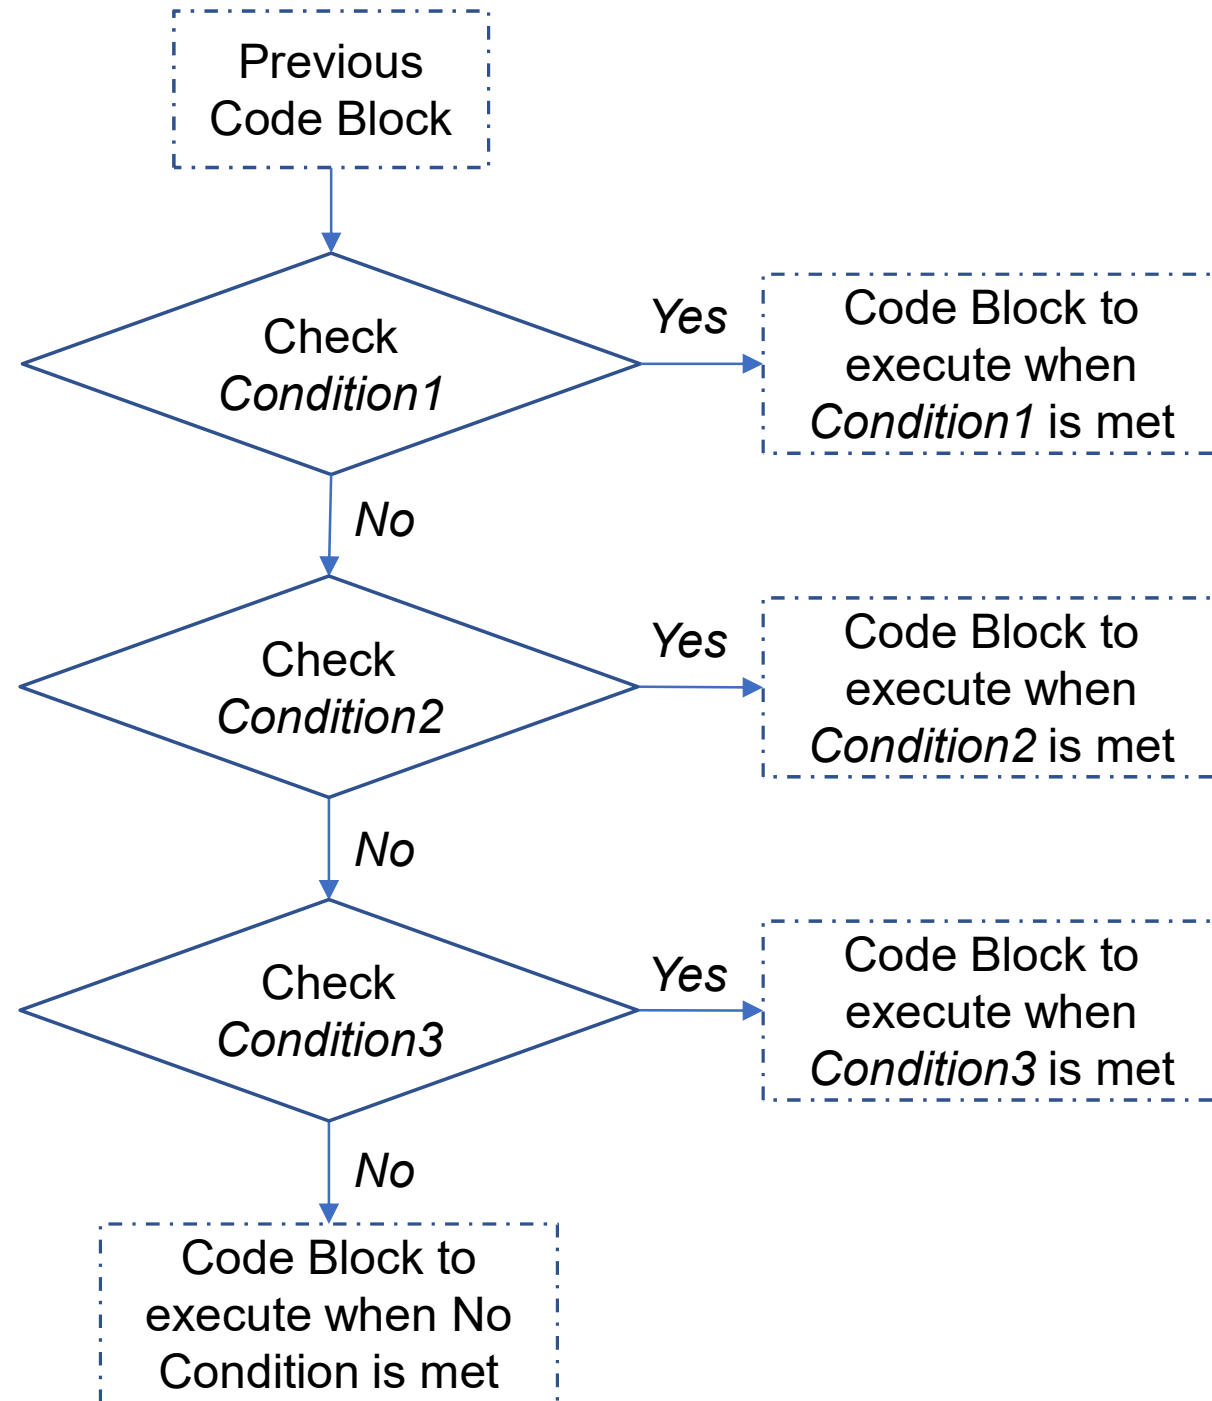 Previous
Code Block
Check
Condition1
Yes
Code Block to
execute when
Condition1 is met
No
Check
Condition2
Yes
Code Block to
execute when
Condition2 is met
No
Check
Condition3
Yes
Code Block to
execute when
Condition3 is met
No
Code Block to
execute when No
Condition is met